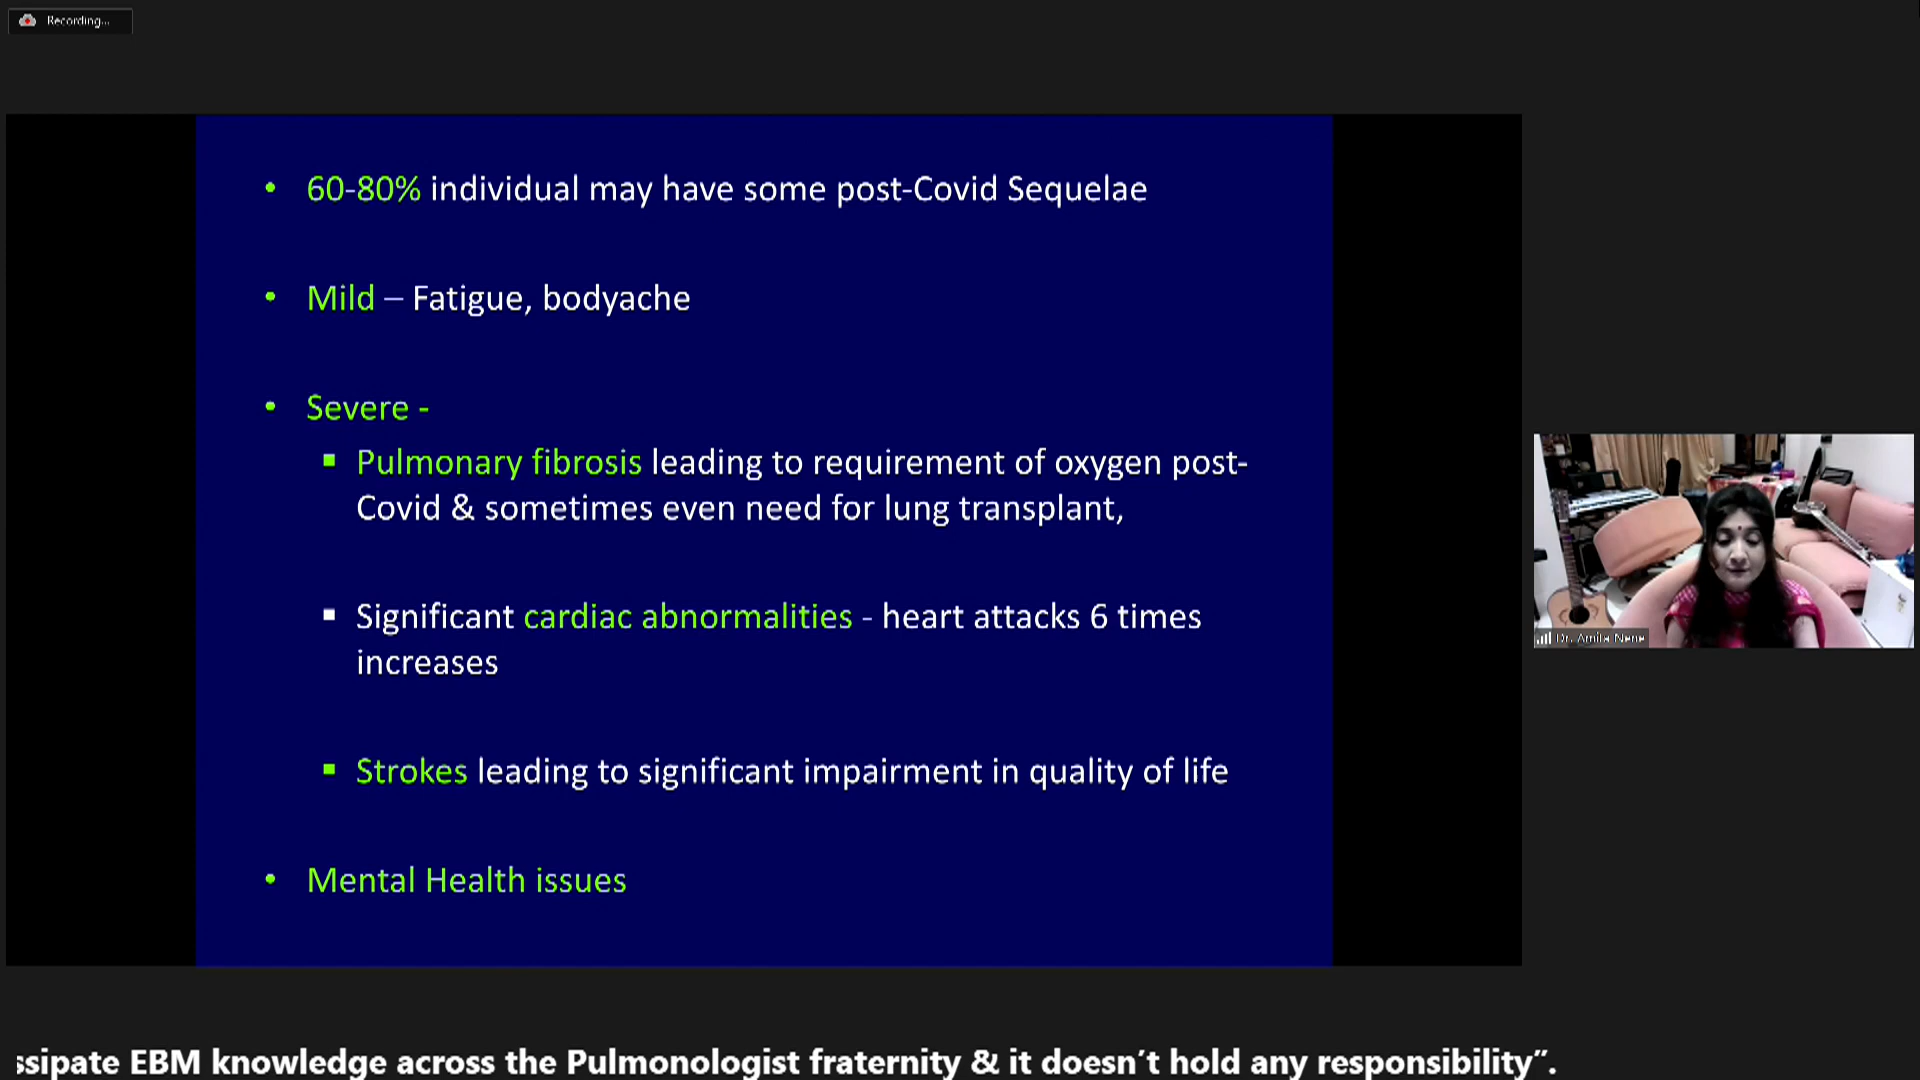 Recording...
• 60-80% individual may have some post-Covid Sequelae
• Mild – Fatigue, bodyache
• Severe -
▪ Pulmonary fibrosis leading to requirement of oxygen post-
Covid & sometimes even need for lung transplant,
▪ Significant cardiac abnormalities - heart attacks 6 times
increases
▪ Strokes leading to significant impairment in quality of life
• Mental Health issues
Dr. Amita Nene
ssipate EBM knowledge across the Pulmonologist fraternity & it doesn’t hold any responsibility”.